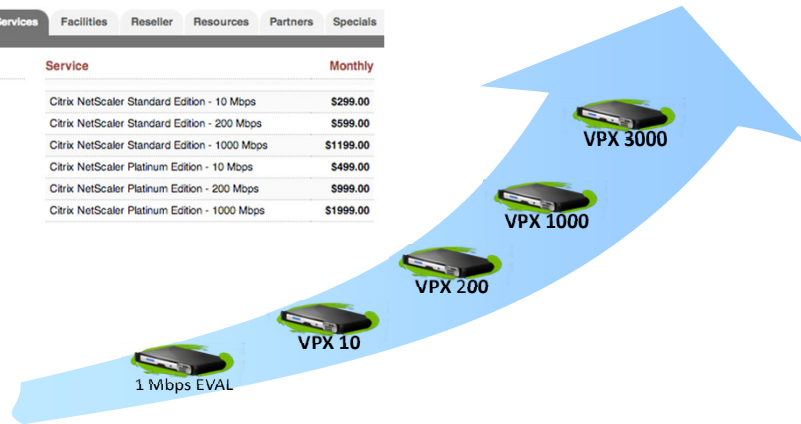 Services Facilities Reseller Resources Partners Specials
Service Monthly
Citrix NetScaler Standard Edition - 10 Mbps $299.00
Citrix NetScaler Standard Edition - 200 Mbps $599.00
Citrix NetScaler Standard Edition - 1000 Mbps $1199.00
Citrix NetScaler Platinum Edition - 10 Mbps $499.00
Citrix NetScaler Platinum Edition - 200 Mbps $999.00
Citrix NetScaler Platinum Edition - 1000 Mbps $1999.00
VPX 3000
VPX 1000
VPX 200
VPX 10
1 Mbps EVAL